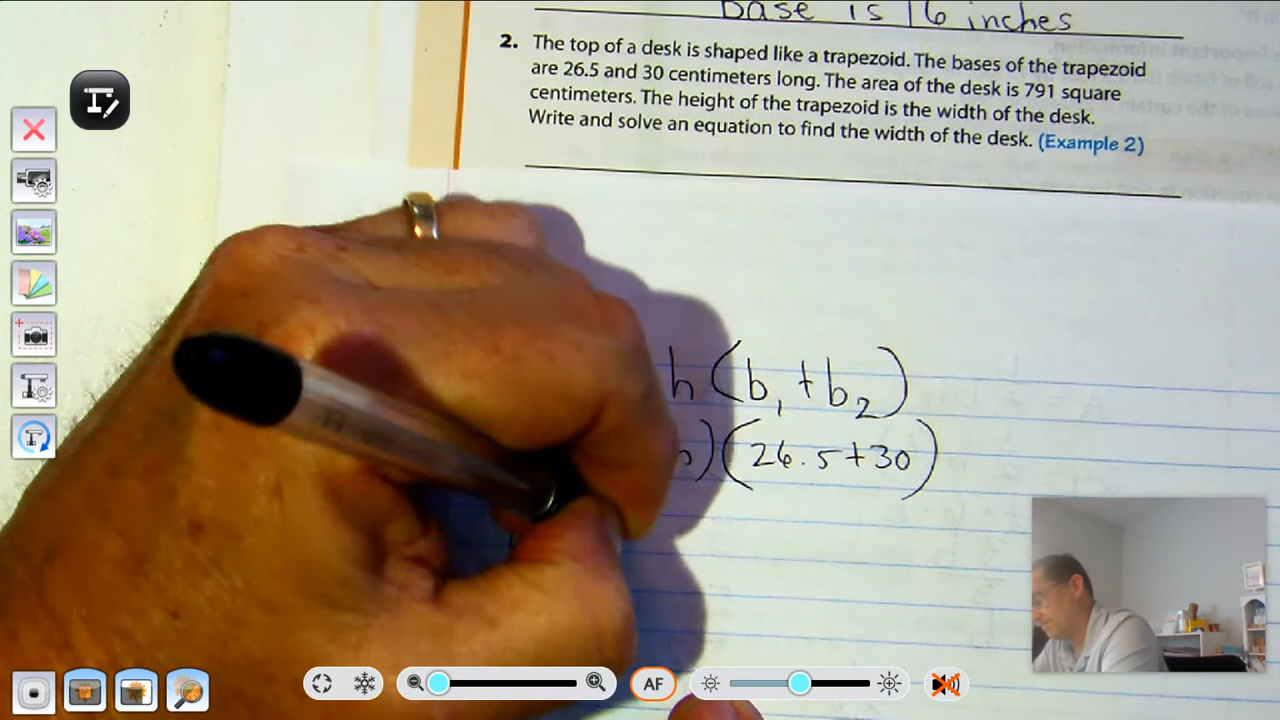 base is 16 inches
2. The top of a desk is shaped like a trapezoid. The bases of the trapezoid
are 26.5 and 30 centimeters long. The area of the desk is 791 square
centimeters. The height of the trapezoid is the width of the desk.
Write and solve an equation to find the width of the desk. (Example 2)
h(b₁+b₂)
)(26.5+30)
AF